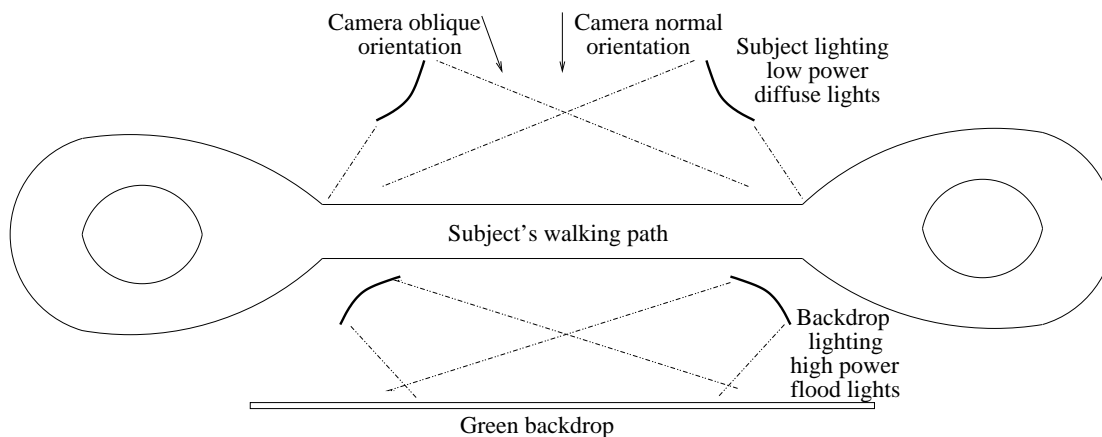 Camera oblique
orientation
Camera normal
orientation
Subject lighting
low power
diffuse lights
Subject's walking path
Backdrop
lighting
high power
flood lights
Green backdrop